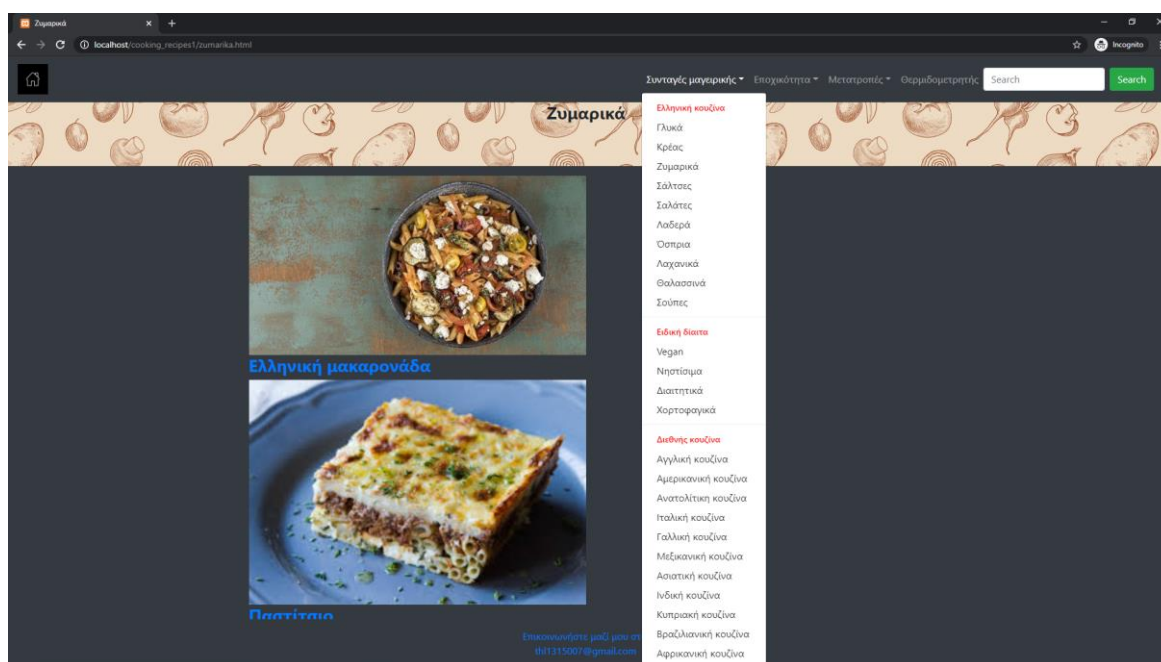 Ζυμαρικά
localhost/cooking_recipes1/zumarika.html
Incognito
Συνταγές μαγειρικής Εποχικότητα Μετατροπές Θερμιδομετρητής Search Search
Ζυμαρικά
Ελληνική κουζίνα
Γλυκά
Κρέας
Ζυμαρικά
Σάλτσες
Σαλάτες
Λαδερά
Όσπρια
Λαχανικά
Θαλασσινά
Σούπες
Ειδική δίαιτα
Vegan
Νηστίσιμα
Διαιτητικά
Χορτοφαγικά
Διεθνής κουζίνα
Αγγλική κουζίνα
Αμερικανική κουζίνα
Ανατολίτικη κουζίνα
Ιταλική κουζίνα
Γαλλική κουζίνα
Μεξικανική κουζίνα
Ασιατική κουζίνα
Ινδική κουζίνα
Κυπριακή κουζίνα
Βραζιλιανική κουζίνα
Αφρικανική κουζίνα
Ελληνική μακαρονάδα
Παστίτσιο
Επικοινωνήστε μαζί μου στ
thl1315007@gmail.com